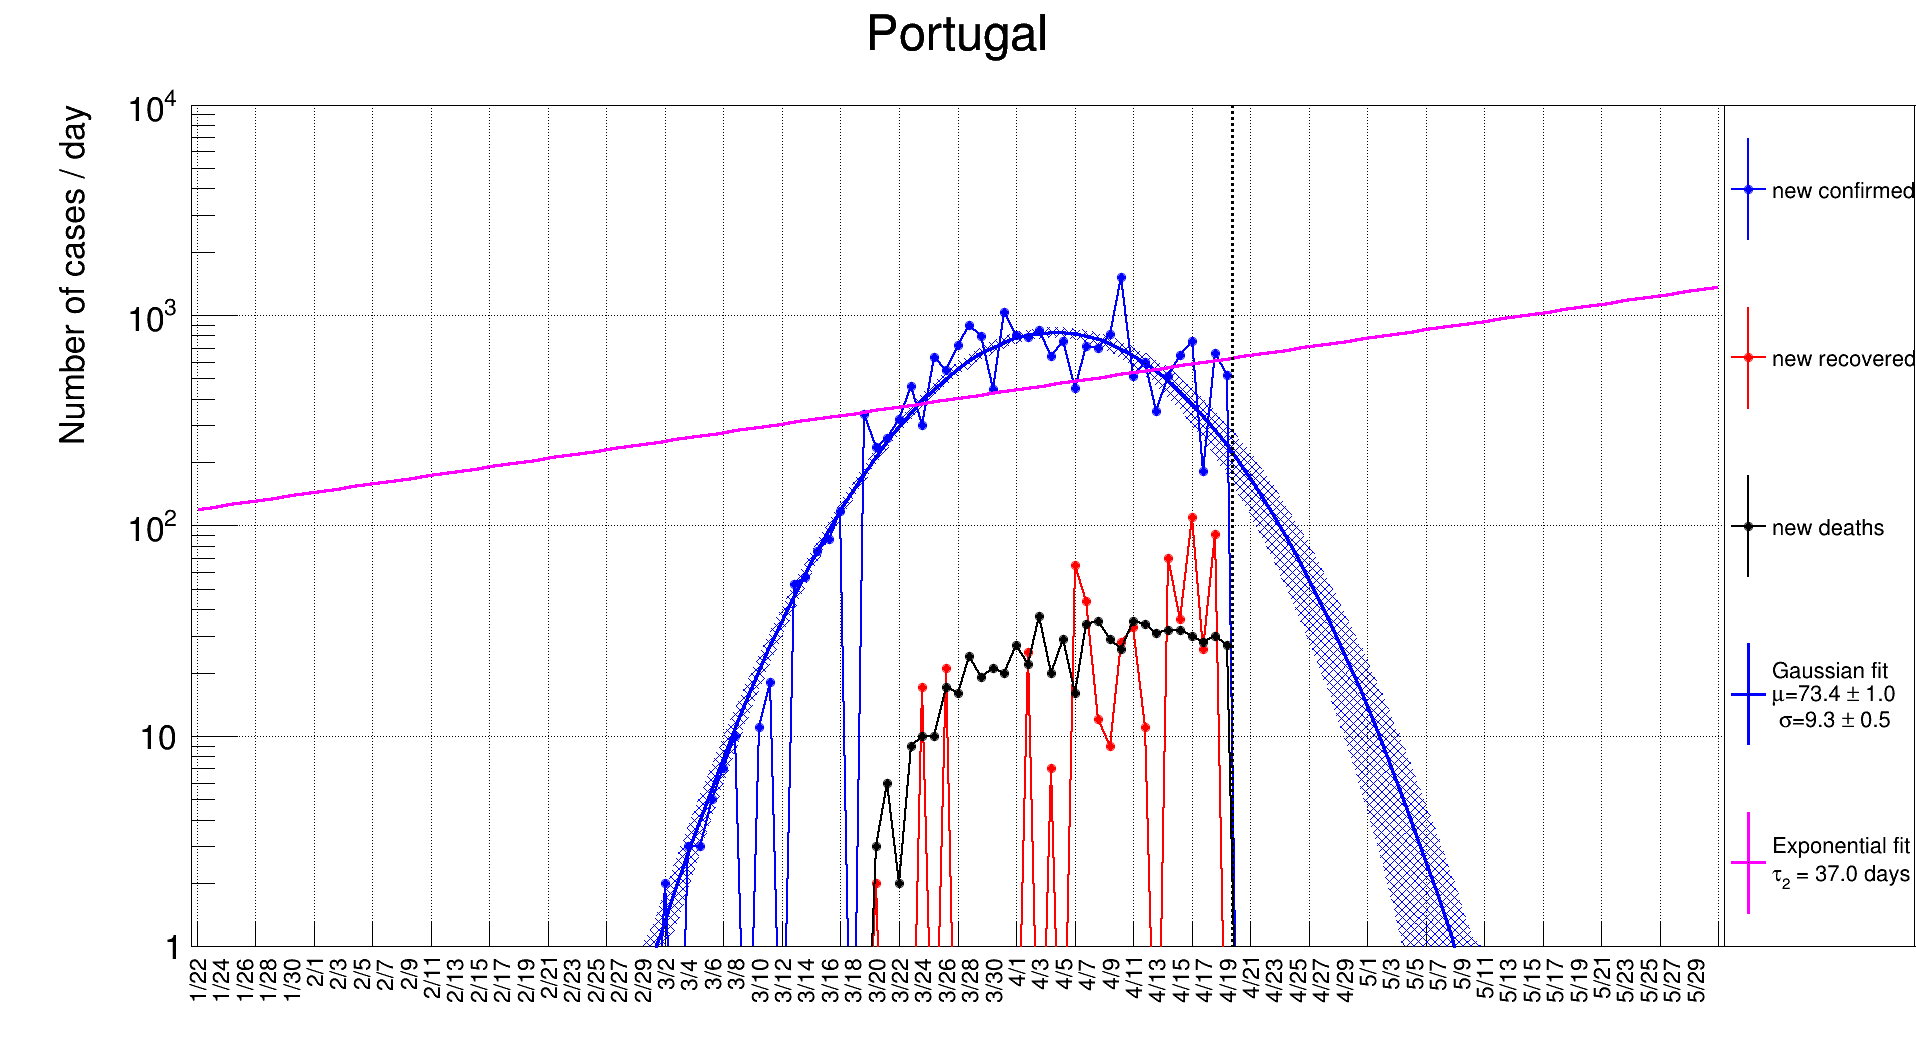 Portugal
Number of cases / day
10^4
10^3
10^2
10
1
1/22 1/24 1/26 1/28 1/30 2/1 2/3 2/5 2/7 2/9 2/11 2/13 2/15 2/17 2/19 2/21 2/23 2/25 2/27 2/29 3/2 3/4 3/6 3/8 3/10 3/12 3/14 3/16 3/18 3/20 3/22 3/24 3/26 3/28 3/30 4/1 4/3 4/5 4/7 4/9 4/11 4/13 4/15 4/17 4/19 4/21 4/23 4/25 4/27 4/29 5/1 5/3 5/5 5/7 5/9 5/11 5/13 5/15 5/17 5/19 5/21 5/23 5/25 5/27 5/29
new confirmed
new recovered
new deaths
Gaussian fit
μ=73.4 ± 1.0
σ=9.3 ± 0.5
Exponential fit
τ₂ = 37.0 days